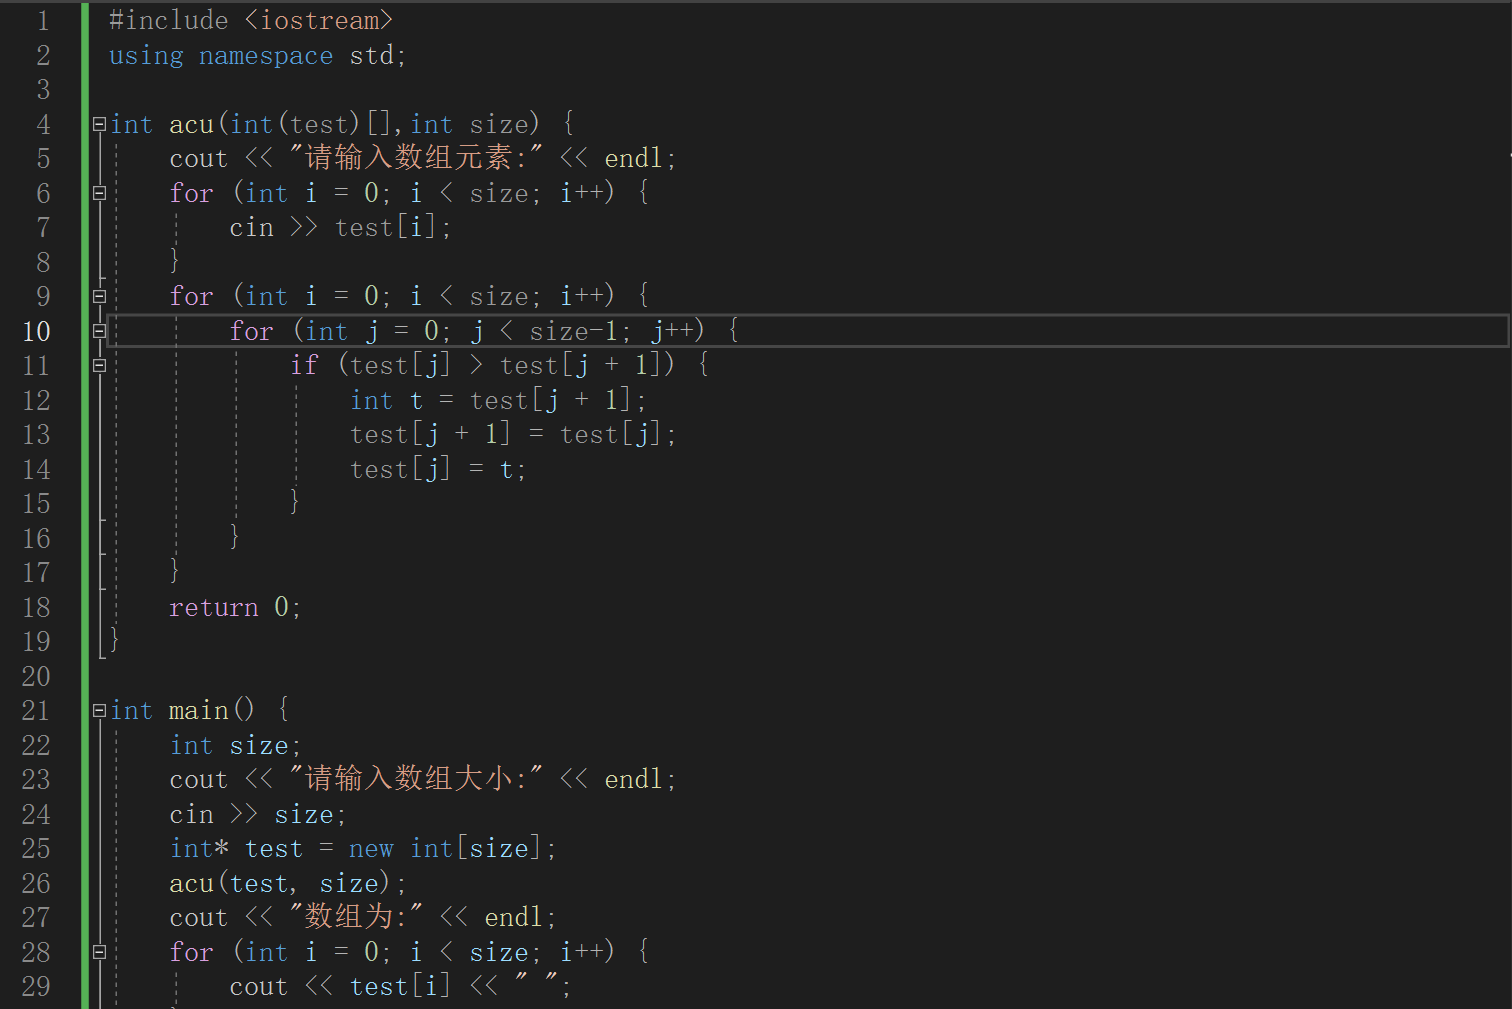 1 #include <iostream>
2 using namespace std;
3
4 int acu(int(test)[],int size) {
5     cout << "请输入数组元素:" << endl;
6     for (int i = 0; i < size; i++) {
7         cin >> test[i];
8     }
9     for (int i = 0; i < size; i++) {
10         for (int j = 0; j < size-1; j++) {
11             if (test[j] > test[j + 1]) {
12                 int t = test[j + 1];
13                 test[j + 1] = test[j];
14                 test[j] = t;
15             }
16         }
17     }
18     return 0;
19 }
20
21 int main() {
22     int size;
23     cout << "请输入数组大小:" << endl;
24     cin >> size;
25     int* test = new int[size];
26     acu(test, size);
27     cout << "数组为:" << endl;
28     for (int i = 0; i < size; i++) {
29         cout << test[i] << " ";